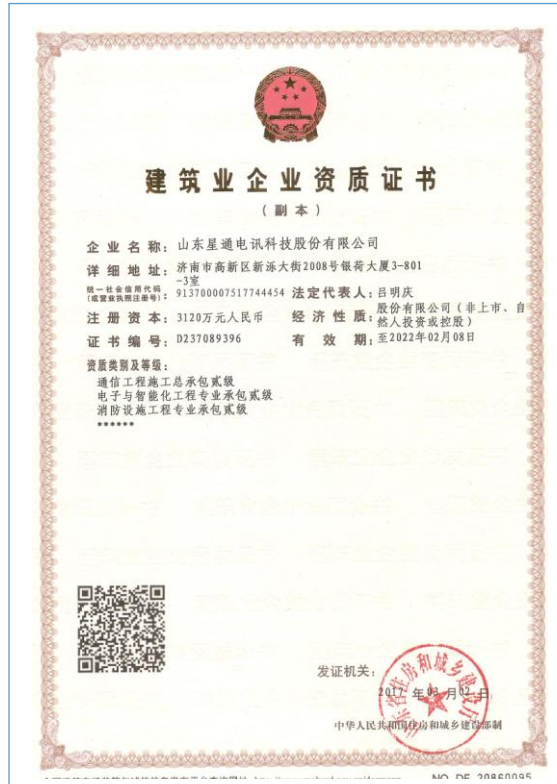 建筑业企业资质证书
（副本）
企业名称：山东星通电讯科技股份有限公司
详细地址：济南市高新区新泺大街2008号银荷大厦3-801
-3室
统一社会信用代码
（或营业执照注册号）：913700007517744454 法定代表人：吕明庆
注册资本：3120万元人民币 经济性质：股份有限公司（非上市、自
然人投资或控股）
证书编号：D237089396 有效期：至2022年02月08日
资质类别及等级：
通信工程施工总承包贰级
电子与智能化工程专业承包贰级
消防设施工程专业承包贰级
******
发证机关：
2017 年 03 月 02 日
中华人民共和国住房和城乡建设部制
NO.DF 20860095